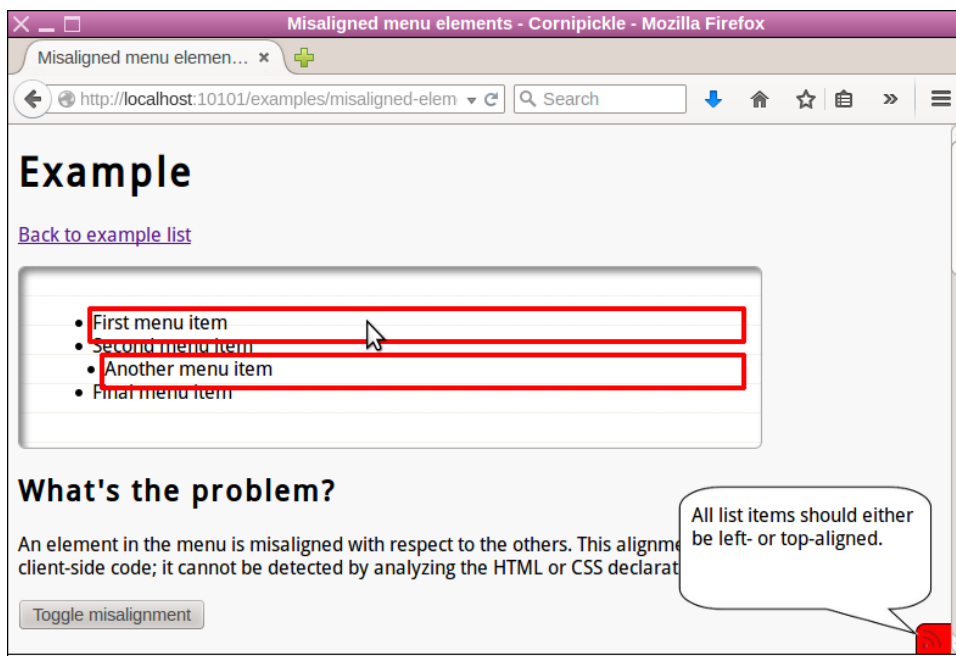 Misaligned menu elements - Cornipickle - Mozilla Firefox
Misaligned menu elemen…
http://localhost:10101/examples/misaligned-elem
Search
Example
Back to example list
First menu item
Second menu item
Another menu item
Final menu item
What's the problem?
An element in the menu is misaligned with respect to the others. This alignme
client-side code; it cannot be detected by analyzing the HTML or CSS declarat
All list items should either
be left- or top-aligned.
Toggle misalignment